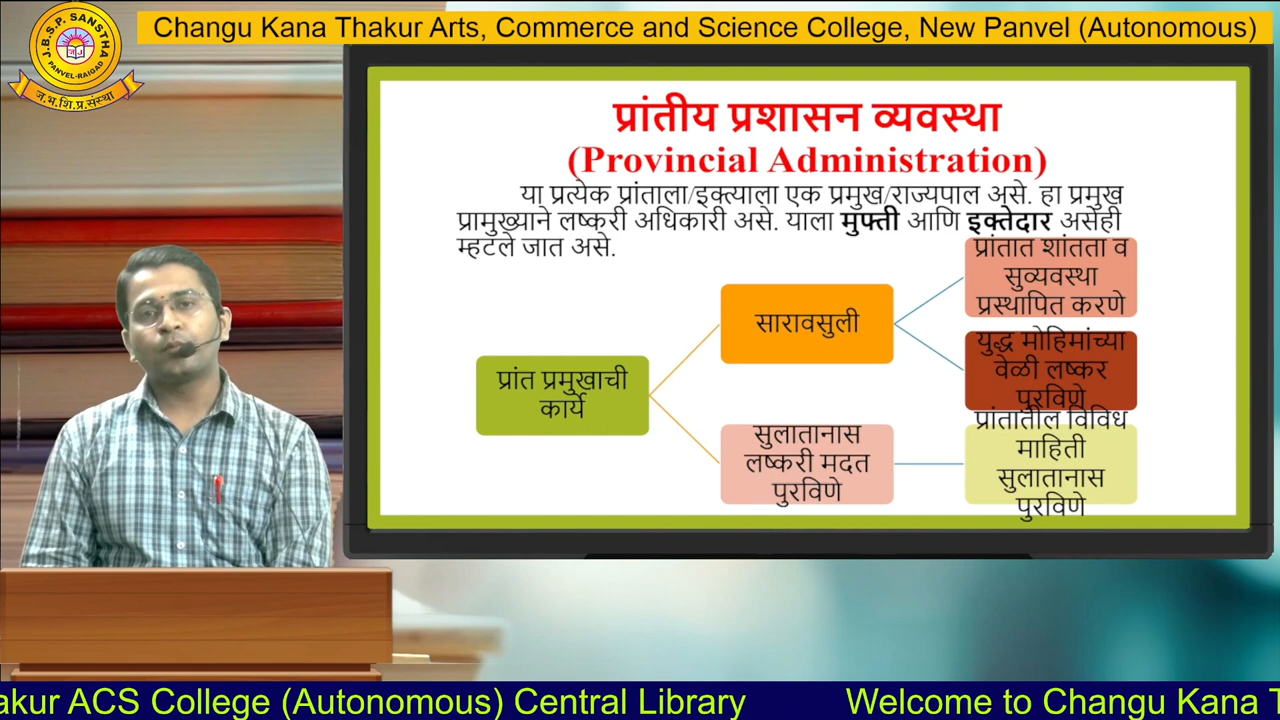 Changu Kana Thakur Arts, Commerce and Science College, New Panvel (Autonomous)
J.B.S.P. SANSTHA
PANVEL-RAIGAD
ज.भ.शि.प्र.संस्था
प्रांतीय प्रशासन व्यवस्था
(Provincial Administration)
या प्रत्येक प्रांताला/इक्त्याला एक प्रमुख/राज्यपाल असे. हा प्रमुख
प्रामुख्याने लष्करी अधिकारी असे. याला मुफ्ती आणि इक्तेदार असेही
म्हटले जात असे.
प्रांत प्रमुखाची
कार्ये
सारावसुली
प्रांतात शांतता व
सुव्यवस्था
प्रस्थापित करणे
युद्ध मोहिमांच्या
वेळी लष्कर
पुरविणे
सुलातानास
लष्करी मदत
पुरविणे
प्रांतातील विविध
माहिती
सुलातानास
पुरविणे
akur ACS College (Autonomous) Central Library
Welcome to Changu Kana T